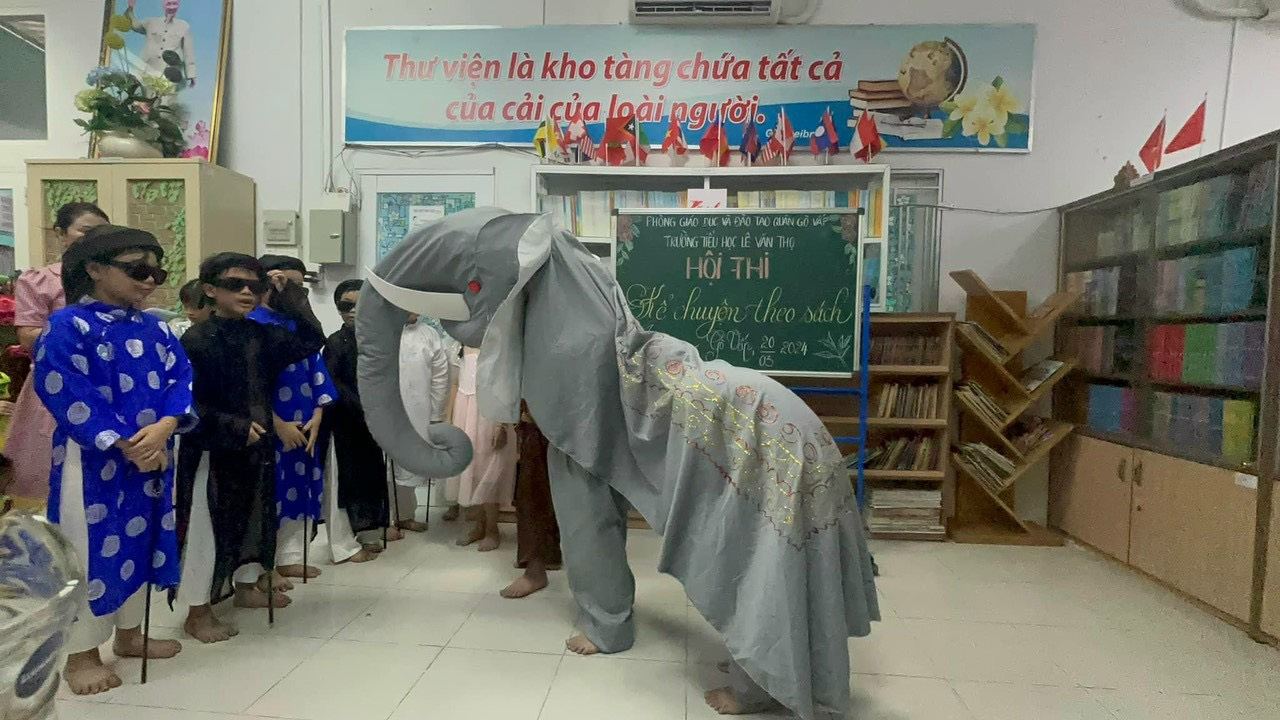 Thư viện là kho tàng chứa tất cả
của cải của loài người.
PHÒNG GIÁO DỤC VÀ ĐÀO TẠO QUẬN GÒ VẤP
TRƯỜNG TIỂU HỌC LÊ VĂN THỌ
HỘI THI
Kể chuyện theo sách
Gò Vấp, 20/05 2024